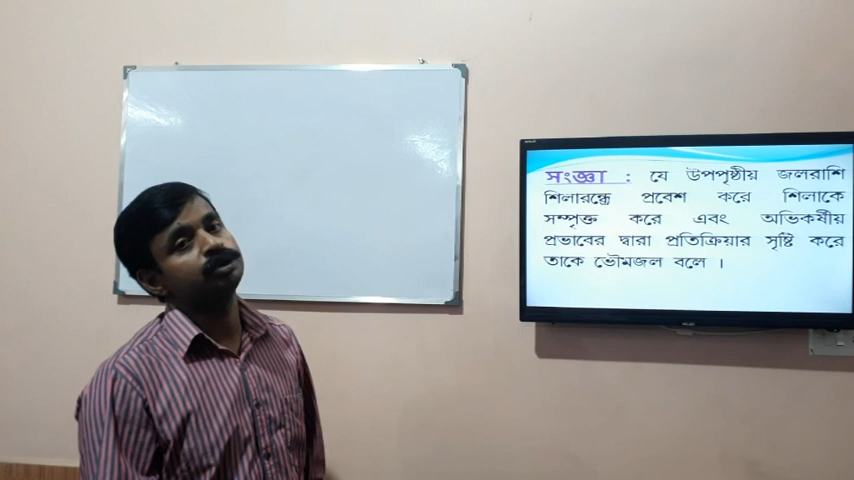 সংজ্ঞা : যে উপপৃষ্ঠীয় জলরাশি
শিলারন্ধ্রে প্রবেশ করে শিলাকে
সম্পৃক্ত করে এবং অভিকর্ষীয়
প্রভাবের দ্বারা প্রতিক্রিয়ার সৃষ্টি করে
তাকে ভৌমজল বলে ।